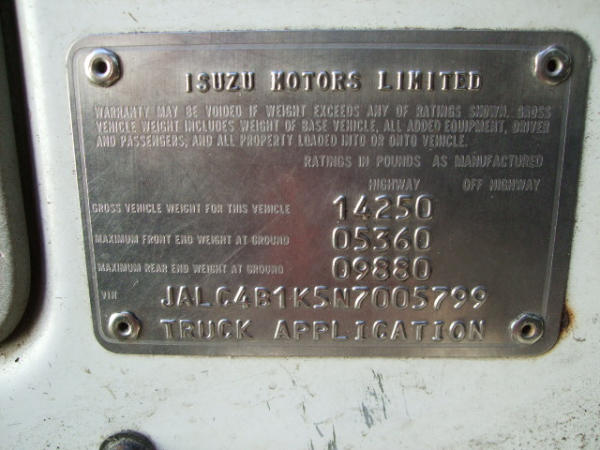 ISUZU MOTORS LIMITED
WARRANTY MAY BE VOIDED IF WEIGHT EXCEEDS ANY OF RATINGS SHOWN. GROSS
VEHICLE WEIGHT INCLUDES WEIGHT OF BASE VEHICLE, ALL ADDED EQUIPMENT, DRIVER
AND PASSENGERS, AND ALL PROPERTY LOADED INTO OR ONTO VEHICLE.
RATINGS IN POUNDS AS MANUFACTURED
HIGHWAY OFF HIGHWAY
GROSS VEHICLE WEIGHT FOR THIS VEHICLE 14250
MAXIMUM FRONT END WEIGHT AT GROUND 05360
MAXIMUM REAR END WEIGHT AT GROUND 09880
VIN JALC4B1K5N7005799
TRUCK APPLICATION